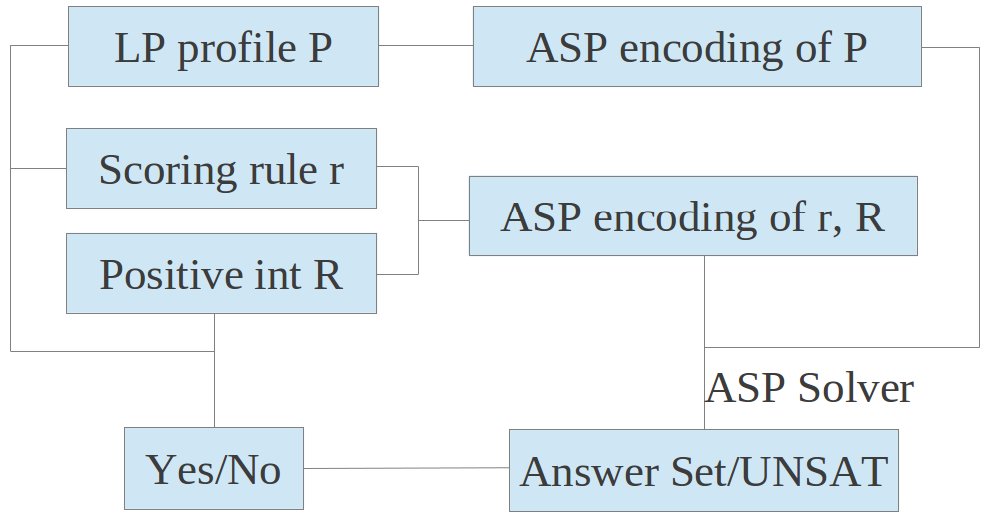 LP profile P
ASP encoding of P
Scoring rule r
ASP encoding of r, R
Positive int R
ASP Solver
Yes/No
Answer Set/UNSAT